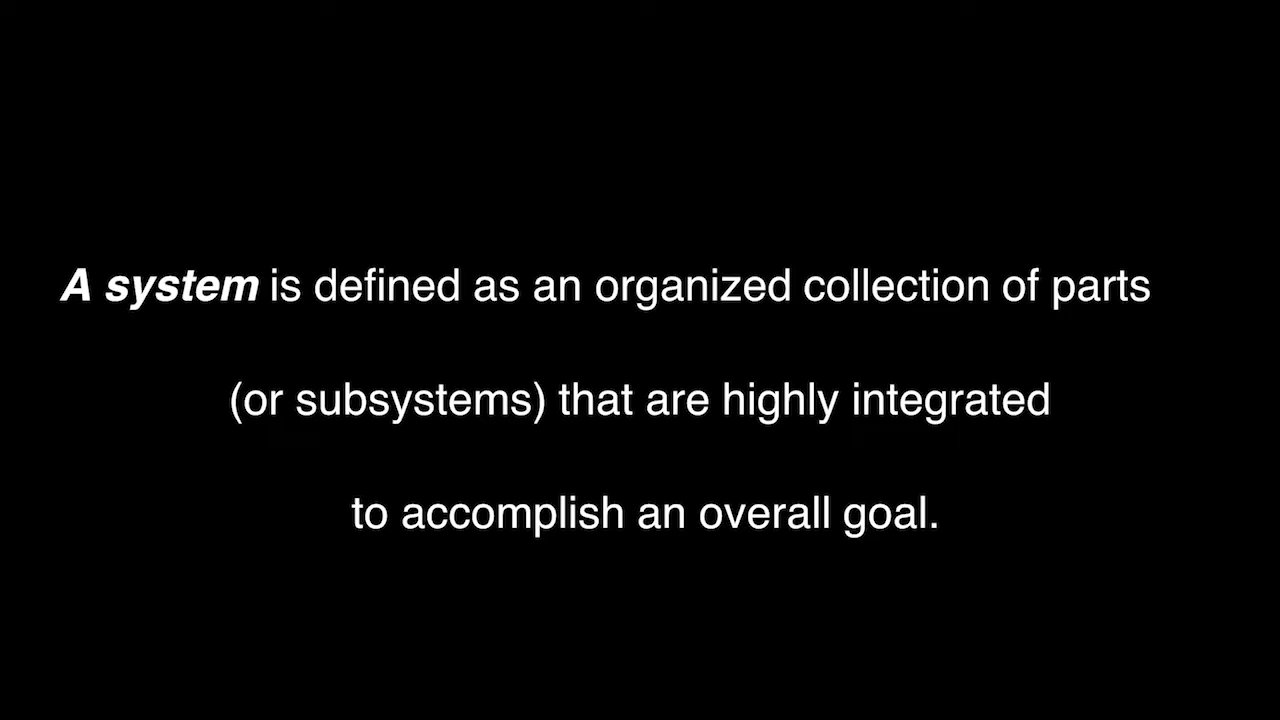 A system is defined as an organized collection of parts
(or subsystems) that are highly integrated
to accomplish an overall goal.